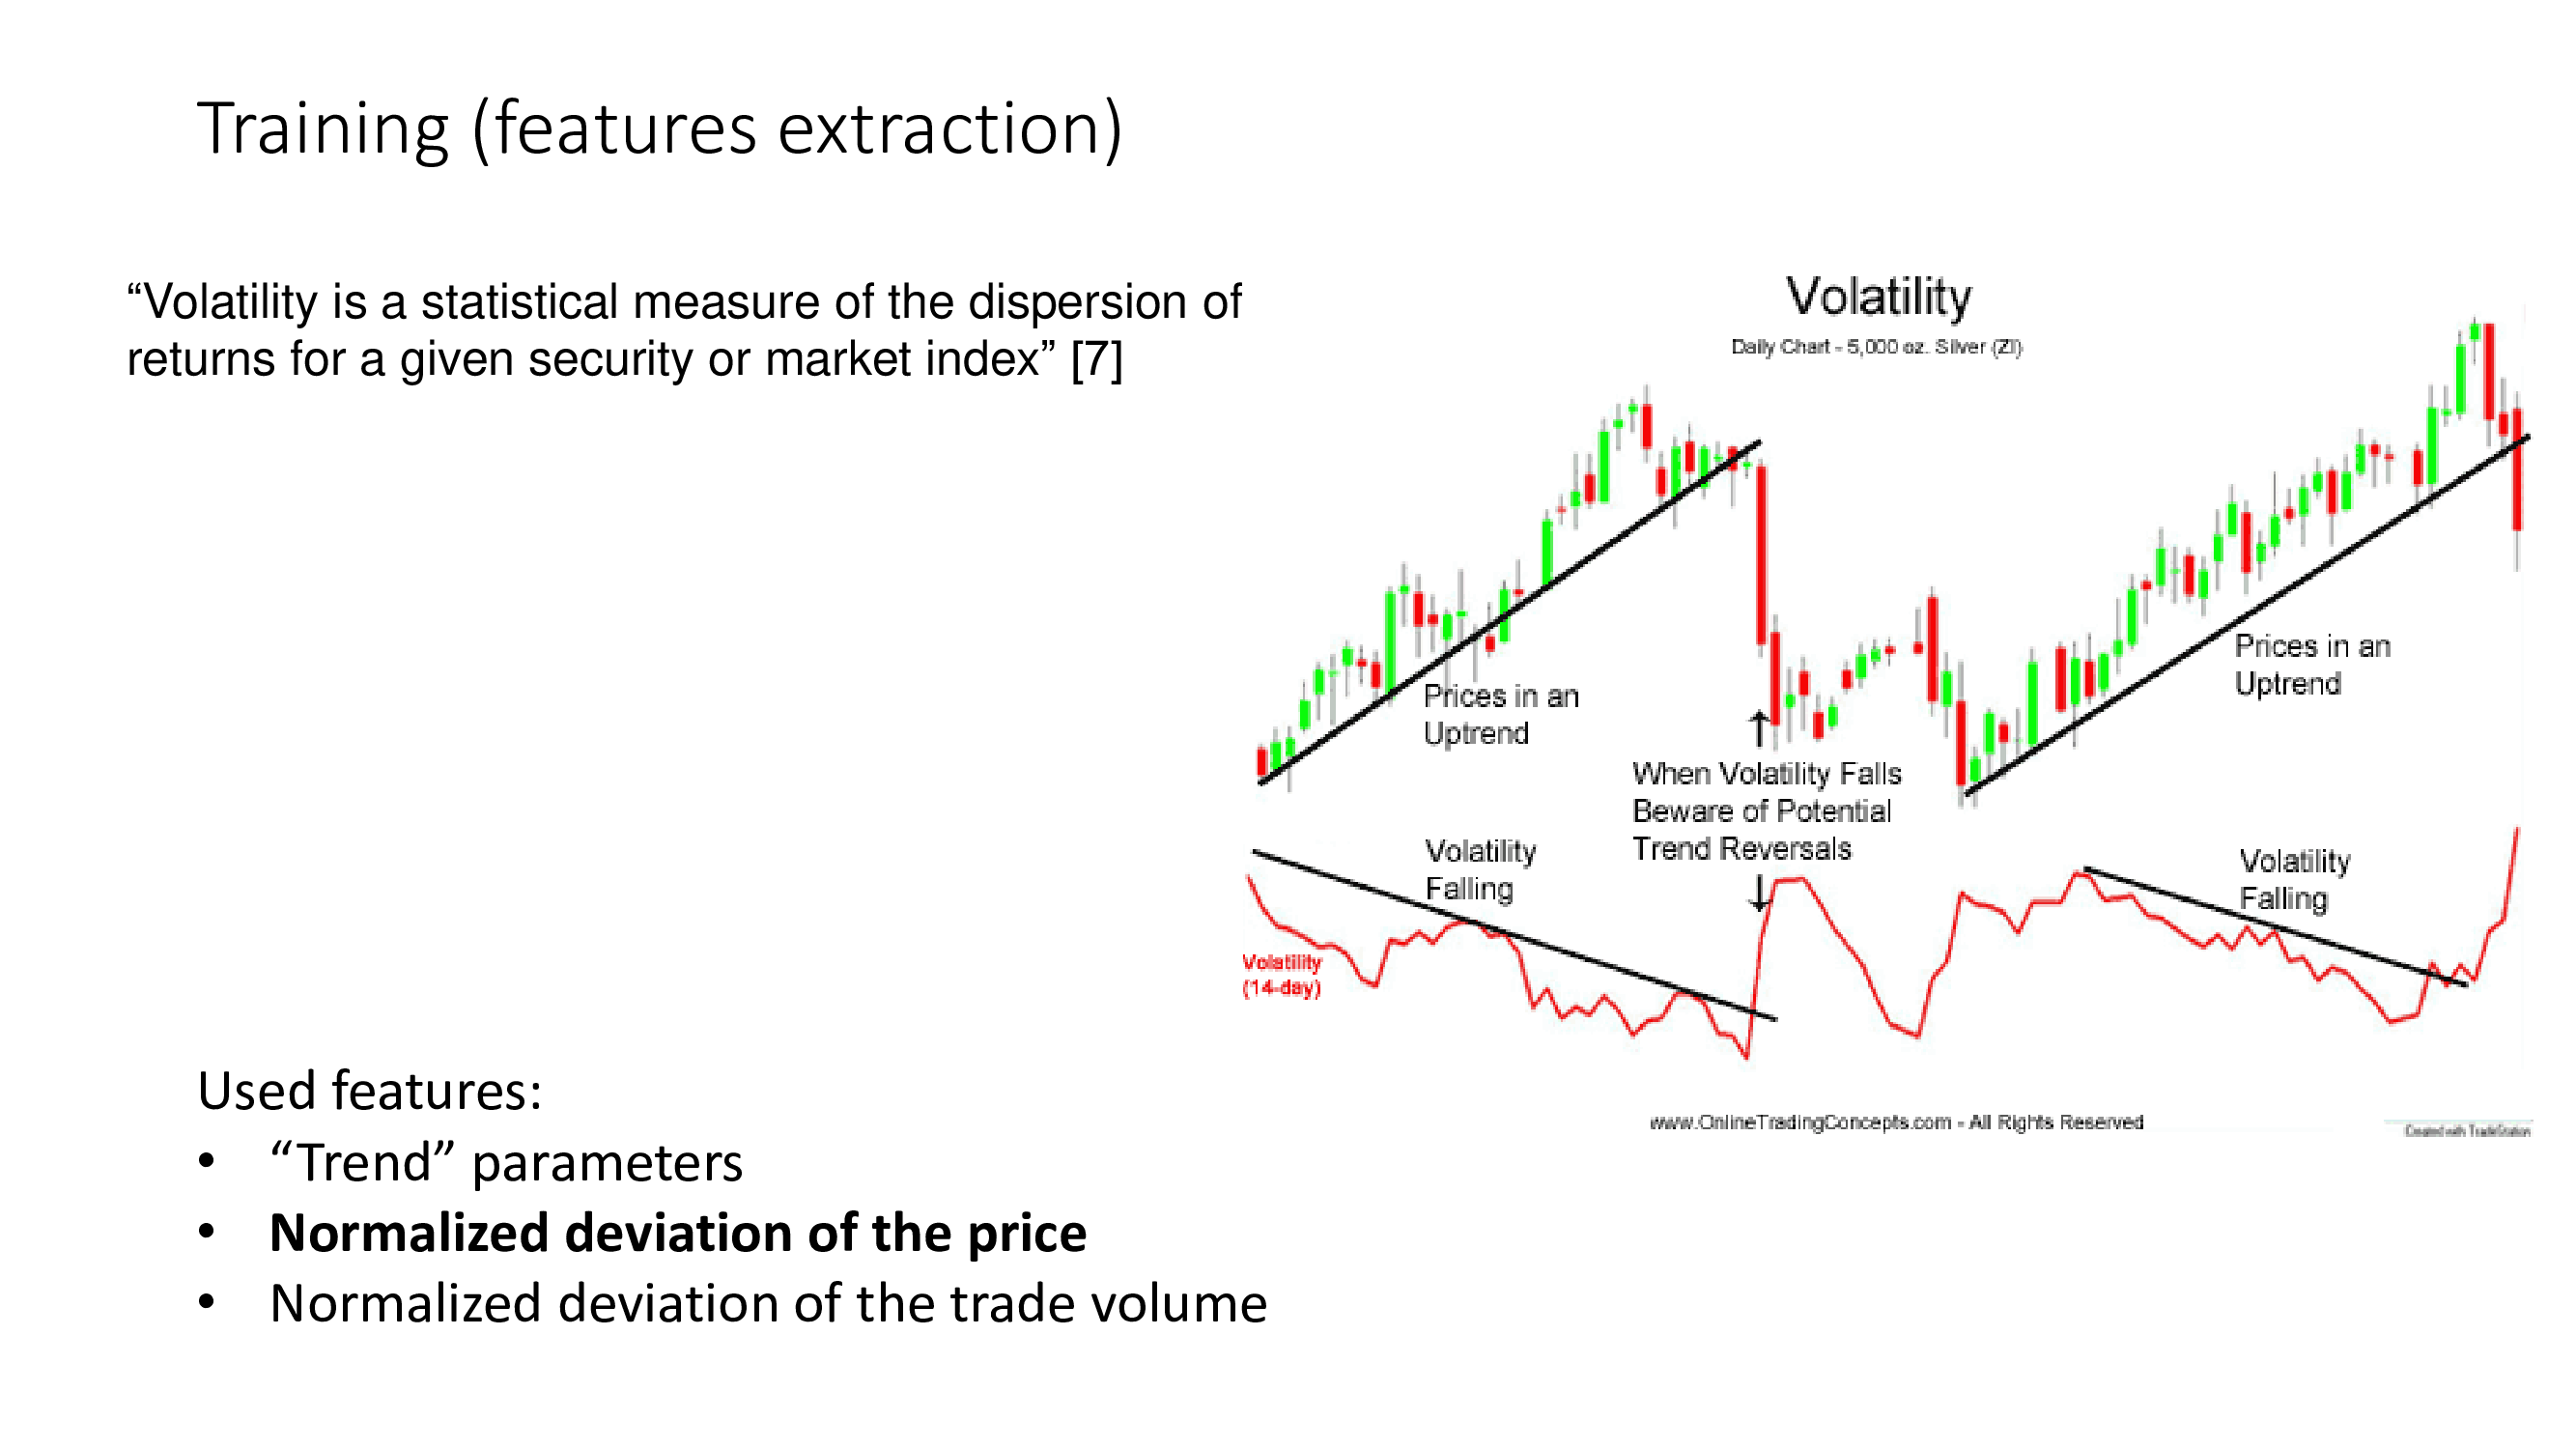 Training (features extraction)
“Volatility is a statistical measure of the dispersion of
returns for a given security or market index” [7]
Volatility
Daily Chart - 5,000 oz. Silver (ZI)
Prices in an
Uptrend
Prices in an
Uptrend
When Volatility Falls
Beware of Potential
Trend Reversals
Volatility
Falling
Volatility
Falling
Volatility
(14-day)
www.OnlineTradingConcepts.com - All Rights Reserved
Created with TradeStation
Used features:
• “Trend” parameters
• Normalized deviation of the price
• Normalized deviation of the trade volume